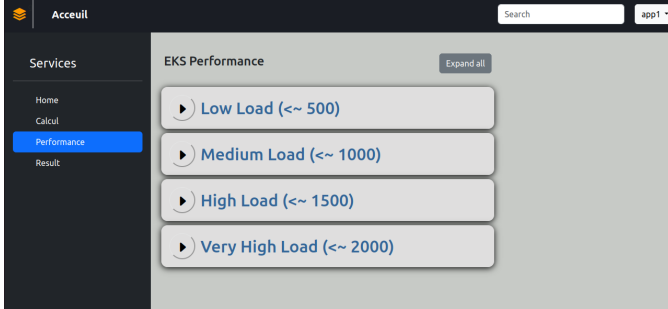 Acceuil
Search
app1
Services
Home
Calcul
Performance
Result
EKS Performance
Expand all
Low Load (<~ 500)
Medium Load (<~ 1000)
High Load (<~ 1500)
Very High Load (<~ 2000)